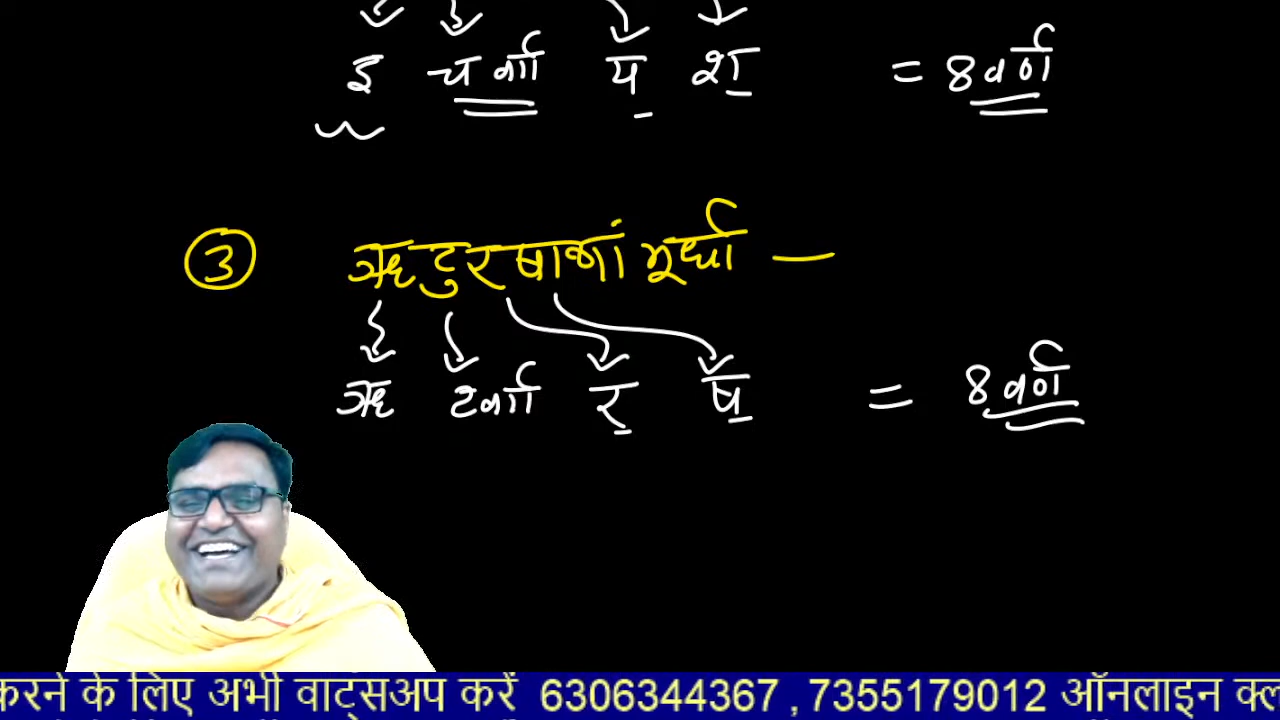 इ चवर्ग य श = 8 वर्ण
3 ऋटुरषाणां मूर्धा —
ऋ टवर्ग र ष = 8 वर्ण
करने के लिए अभी वाट्सअप करें 6306344367 , 7355179012 ऑनलाइन क्ल